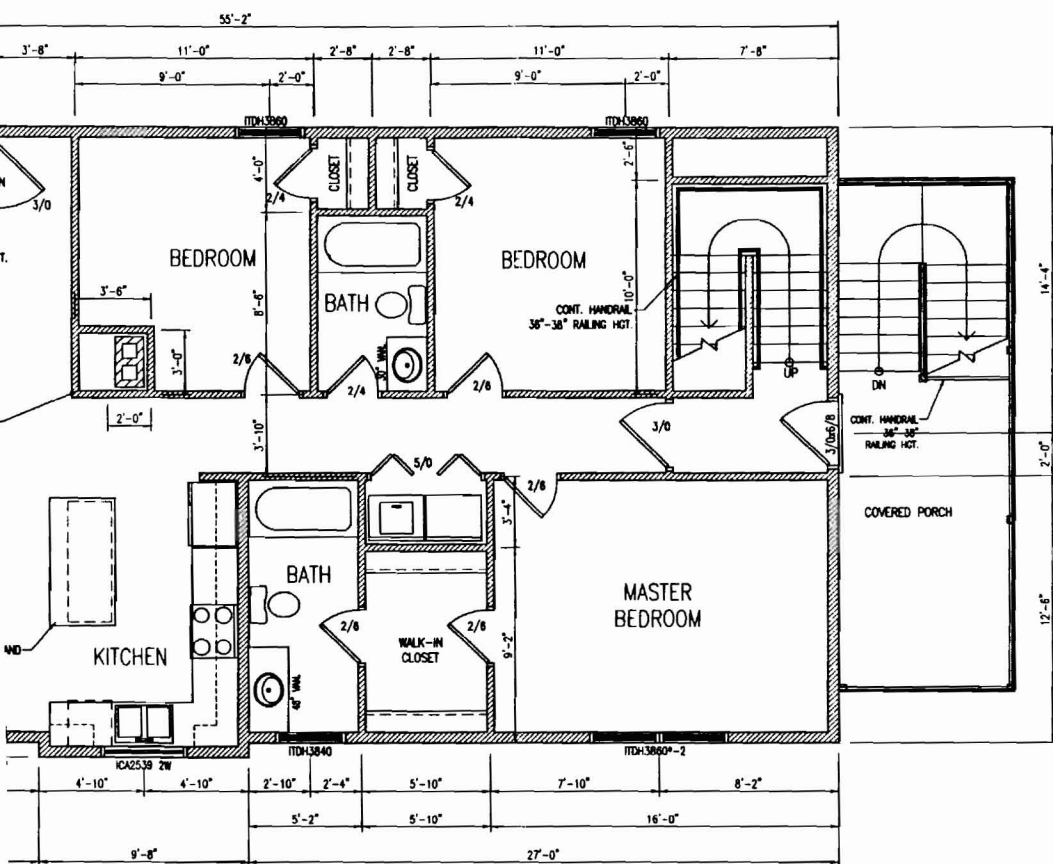 55'-2"
3'-8" 11'-0" 2'-8" 2'-8" 11'-0" 7'-8"
9'-0" 2'-0" 9'-0" 2'-0"
ITDH3860 ITDH3860
3/0
T.
4'-0"
2/4
CLOSET
CLOSET
2/4
2'-6"
BEDROOM
BEDROOM
BATH
8'-6"
10'-0"
3'-6"
3'-0"
2'-0"
CONT. HANDRAIL
36"-38" RAILING HGT.
30" VAN.
2/6 2/4 2/6
UP
DN
14'-4"
CONT. HANDRAIL
36"-38"
RAILING HGT.
3'-10"
5/0
3/0
3/0x6/8
2'-0"
2/6
3'-4"
COVERED PORCH
BATH
MASTER
BEDROOM
2/6
WALK-IN
CLOSET
2/6
9'-2"
12'-6"
AND
KITCHEN
48" VAN.
ICA2539 2W
ITDH3840
ITDH3860*-2
4'-10" 4'-10" 2'-10" 2'-4" 5'-10" 7'-10" 8'-2"
5'-2" 5'-10" 16'-0"
9'-8" 27'-0"